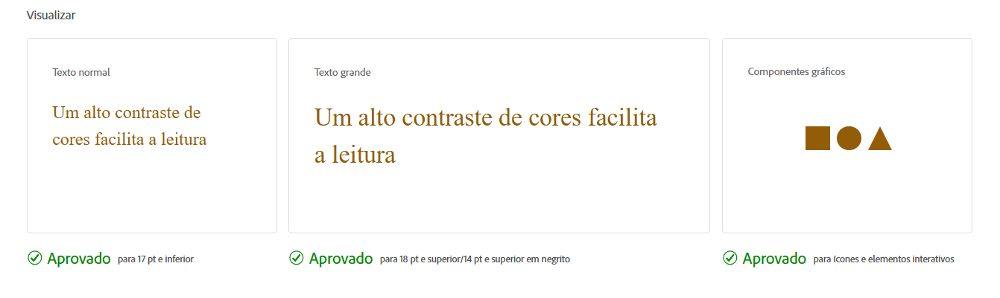 Visualizar
Texto normal
Um alto contraste de
cores facilita a leitura
Aprovado para 17 pt e inferior
Texto grande
Um alto contraste de cores facilita
a leitura
Aprovado para 18 pt e superior/14 pt e superior em negrito
Componentes gráficos
Aprovado para ícones e elementos interativos